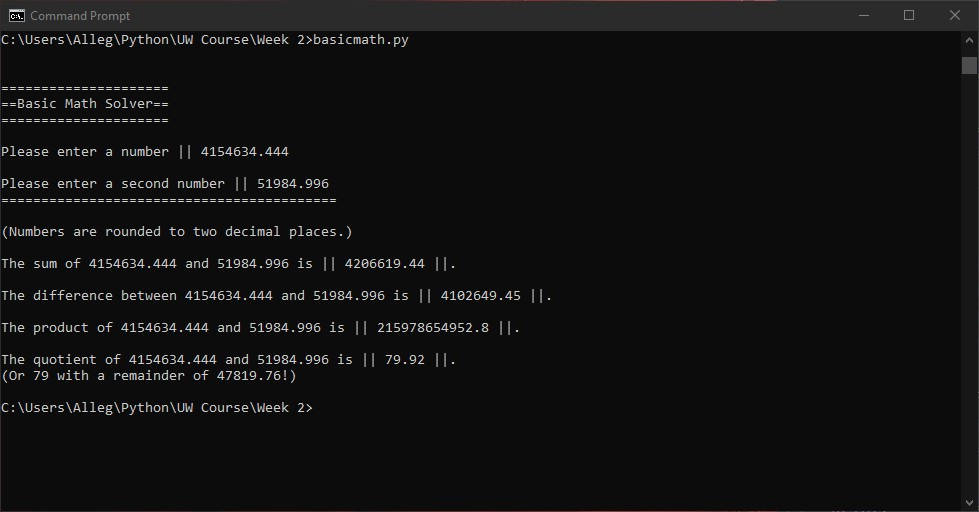 Command Prompt
C:\Users\Alleg\Python\UW Course\Week 2>basicmath.py
=====================
==Basic Math Solver==
=====================
Please enter a number || 4154634.444
Please enter a second number || 51984.996
==========================================
(Numbers are rounded to two decimal places.)
The sum of 4154634.444 and 51984.996 is || 4206619.44 ||.
The difference between 4154634.444 and 51984.996 is || 4102649.45 ||.
The product of 4154634.444 and 51984.996 is || 215978654952.8 ||.
The quotient of 4154634.444 and 51984.996 is || 79.92 ||.
(Or 79 with a remainder of 47819.76!)
C:\Users\Alleg\Python\UW Course\Week 2>